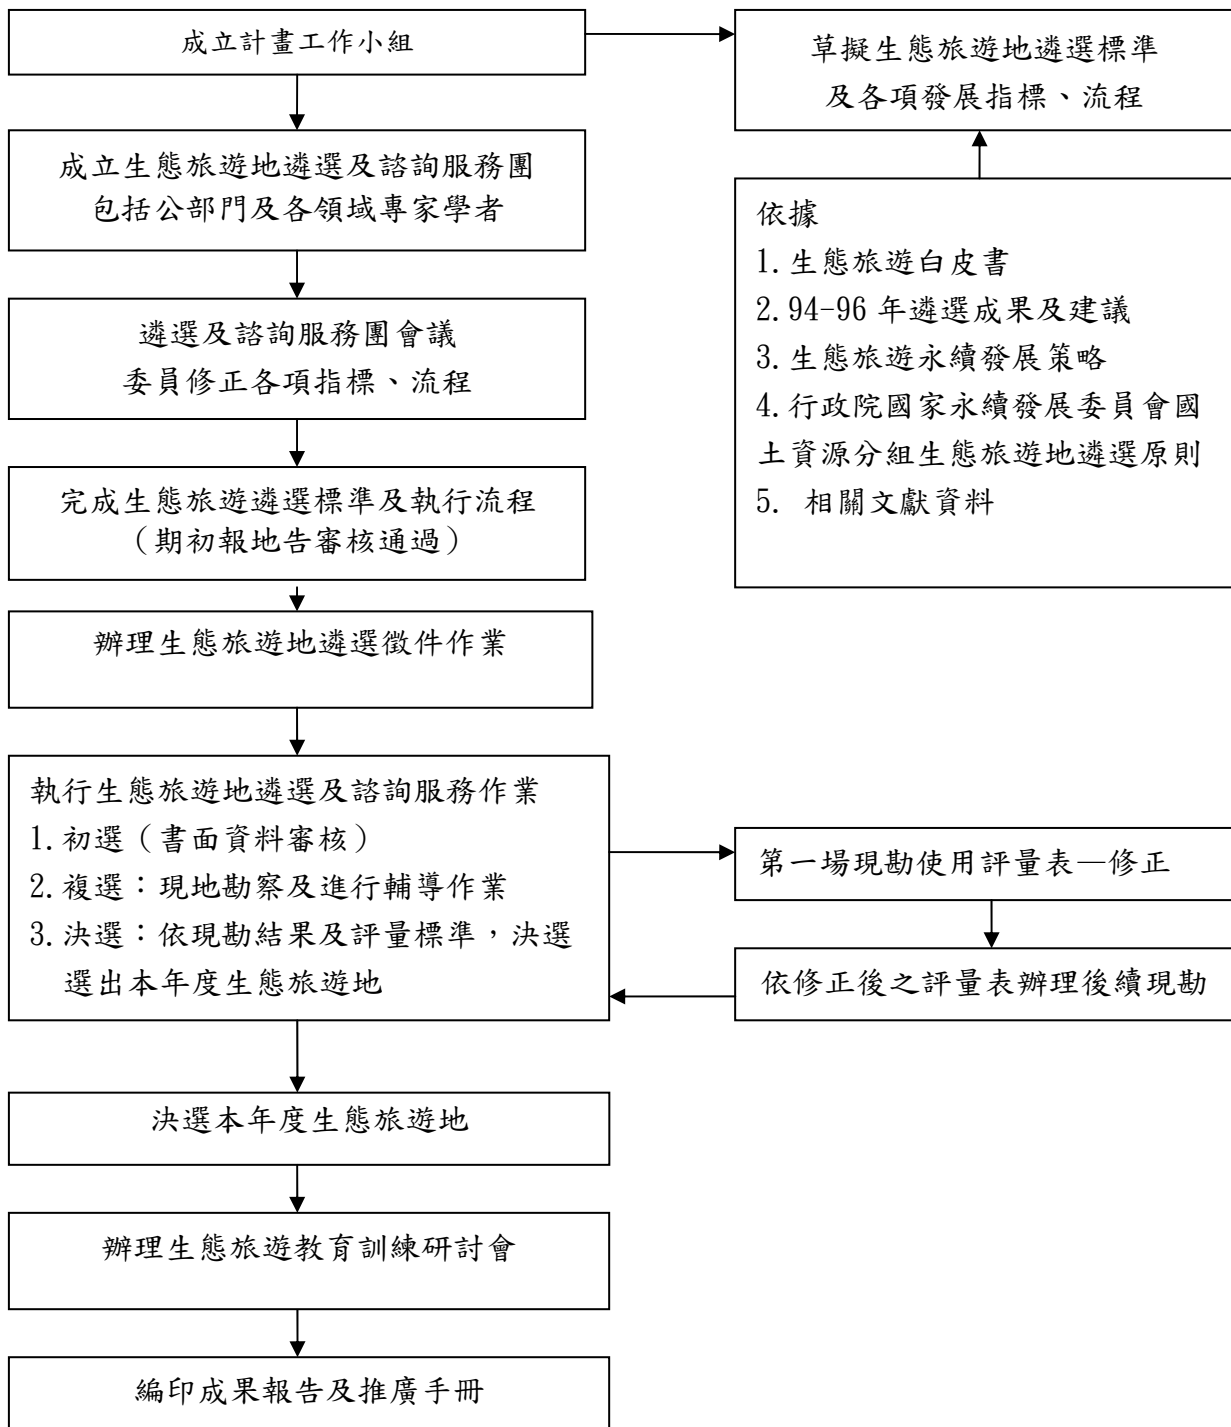 成立計畫工作小組
草擬生態旅遊地遴選標準
及各項發展指標、流程
成立生態旅遊地遴選及諮詢服務團
包括公部門及各領域專家學者
依據
1.生態旅遊白皮書
2.94-96 年遴選成果及建議
3.生態旅遊永續發展策略
4.行政院國家永續發展委員會國
土資源分組生態旅遊地遴選原則
5. 相關文獻資料
遴選及諮詢服務團會議
委員修正各項指標、流程
完成生態旅遊遴選標準及執行流程
（期初報地告審核通過）
辦理生態旅遊地遴選徵件作業
執行生態旅遊地遴選及諮詢服務作業
1.初選（書面資料審核）
2.複選：現地勘察及進行輔導作業
3.決選：依現勘結果及評量標準，決選
選出本年度生態旅遊地
第一場現勘使用評量表—修正
依修正後之評量表辦理後續現勘
決選本年度生態旅遊地
辦理生態旅遊教育訓練研討會
編印成果報告及推廣手冊